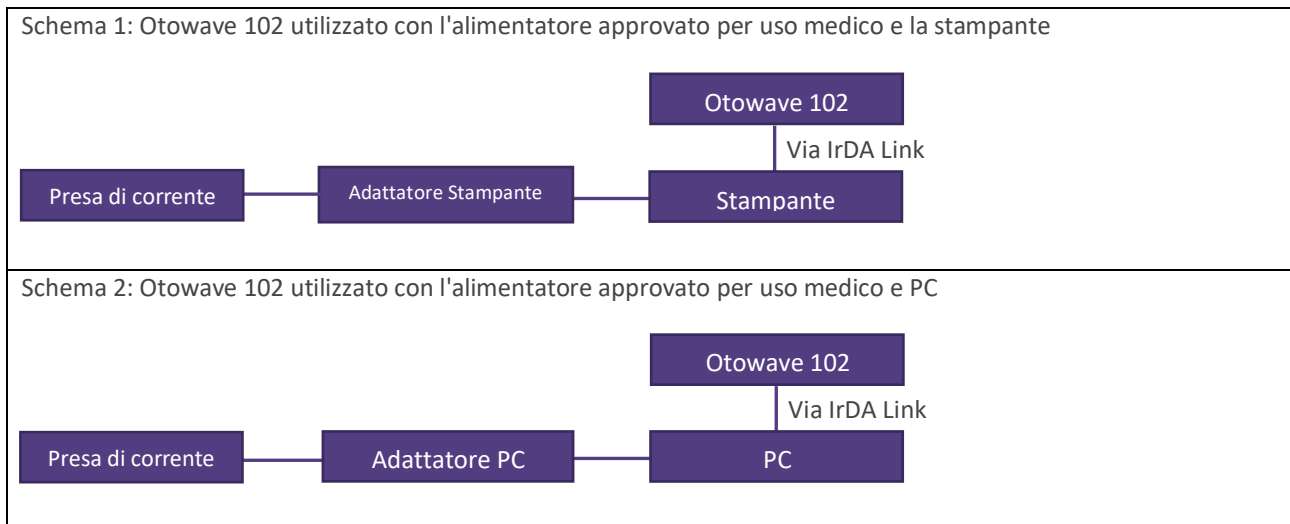 Schema 1: Otowave 102 utilizzato con l'alimentatore approvato per uso medico e la stampante
Otowave 102
Via IrDA Link
Presa di corrente
Adattatore Stampante
Stampante
Schema 2: Otowave 102 utilizzato con l'alimentatore approvato per uso medico e PC
Otowave 102
Via IrDA Link
Presa di corrente
Adattatore PC
PC